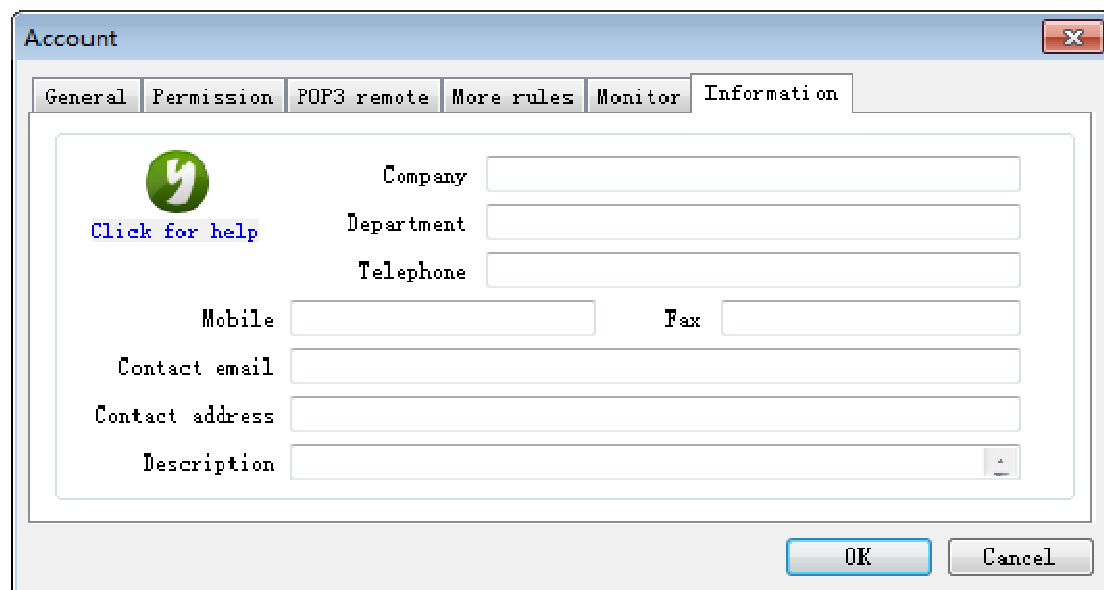 Account
General Permission POP3 remote More rules Monitor Information
Company
Click for help
Department
Telephone
Mobile Fax
Contact email
Contact address
Description
OK Cancel